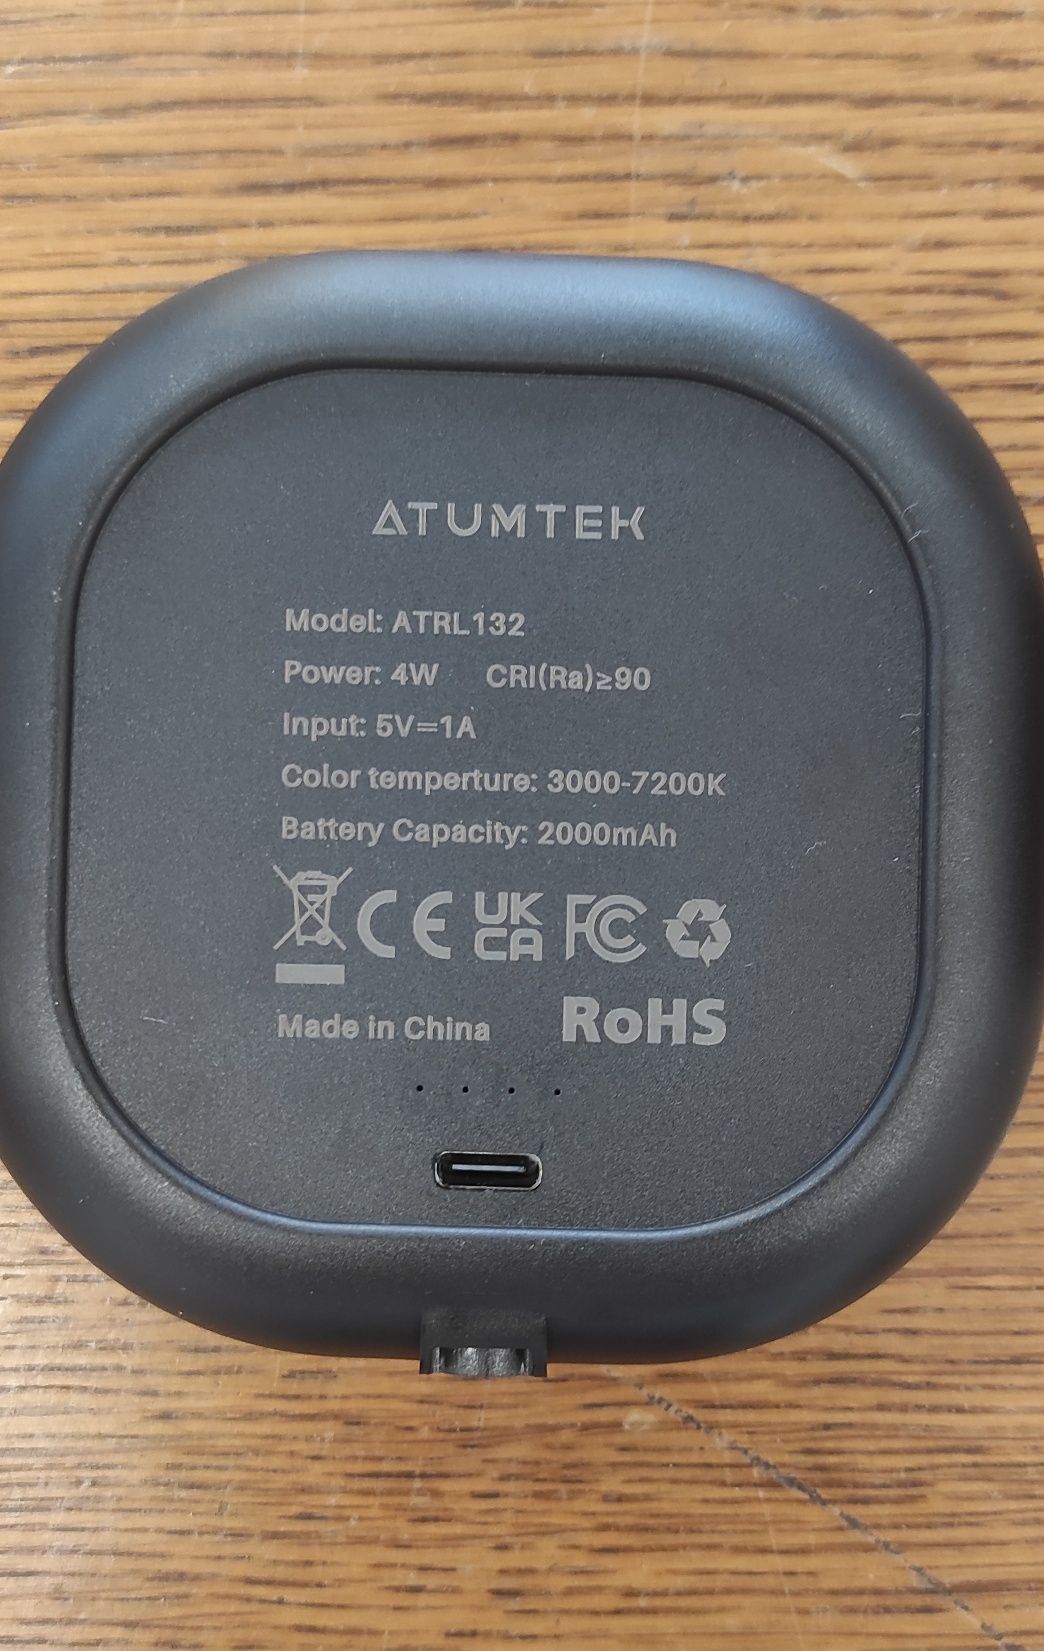 ATUMTEK
Model: ATRL132
Power: 4W CRI(Ra)≥90
Input: 5V=1A
Color temperture: 3000-7200K
Battery Capacity: 2000mAh
CE UK CA FC
Made in China RoHS